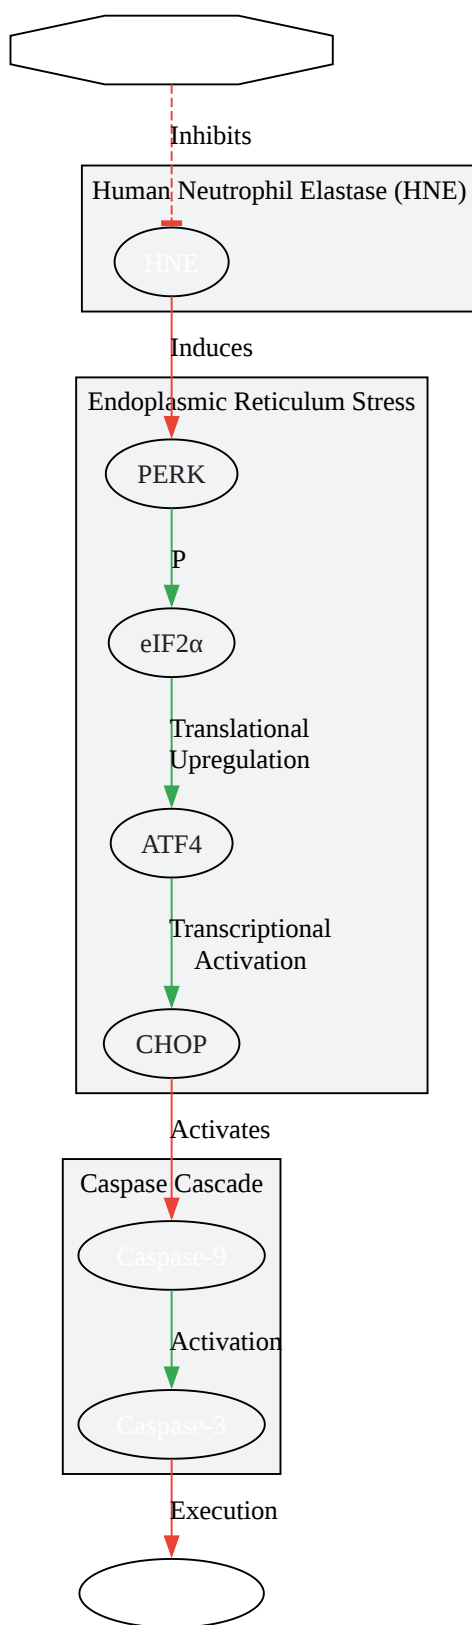 Inhibits
Human Neutrophil Elastase (HNE)
HNE
Induces
Endoplasmic Reticulum Stress
PERK
P
eIF2α
Translational
Upregulation
ATF4
Transcriptional
Activation
CHOP
Activates
Caspase Cascade
Caspase-9
Activation
Caspase-3
Execution